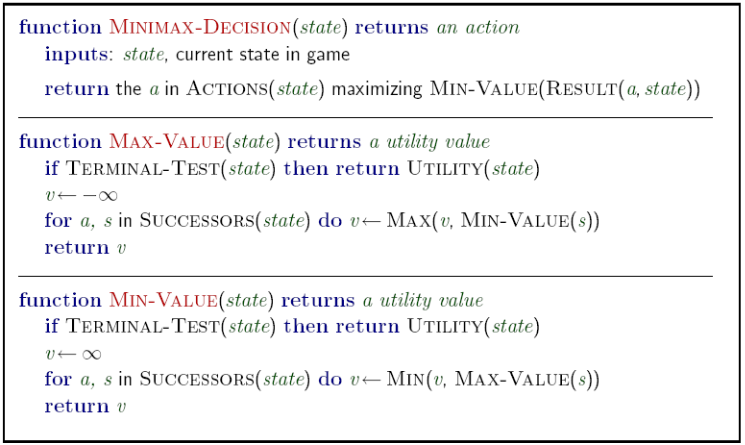 function MINIMAX-DECISION(state) returns an action
inputs: state, current state in game
return the a in ACTIONS(state) maximizing MIN-VALUE(RESULT(a, state))
function MAX-VALUE(state) returns a utility value
if TERMINAL-TEST(state) then return UTILITY(state)
v ← −∞
for a, s in SUCCESSORS(state) do v ← MAX(v, MIN-VALUE(s))
return v
function MIN-VALUE(state) returns a utility value
if TERMINAL-TEST(state) then return UTILITY(state)
v ← ∞
for a, s in SUCCESSORS(state) do v ← MIN(v, MAX-VALUE(s))
return v